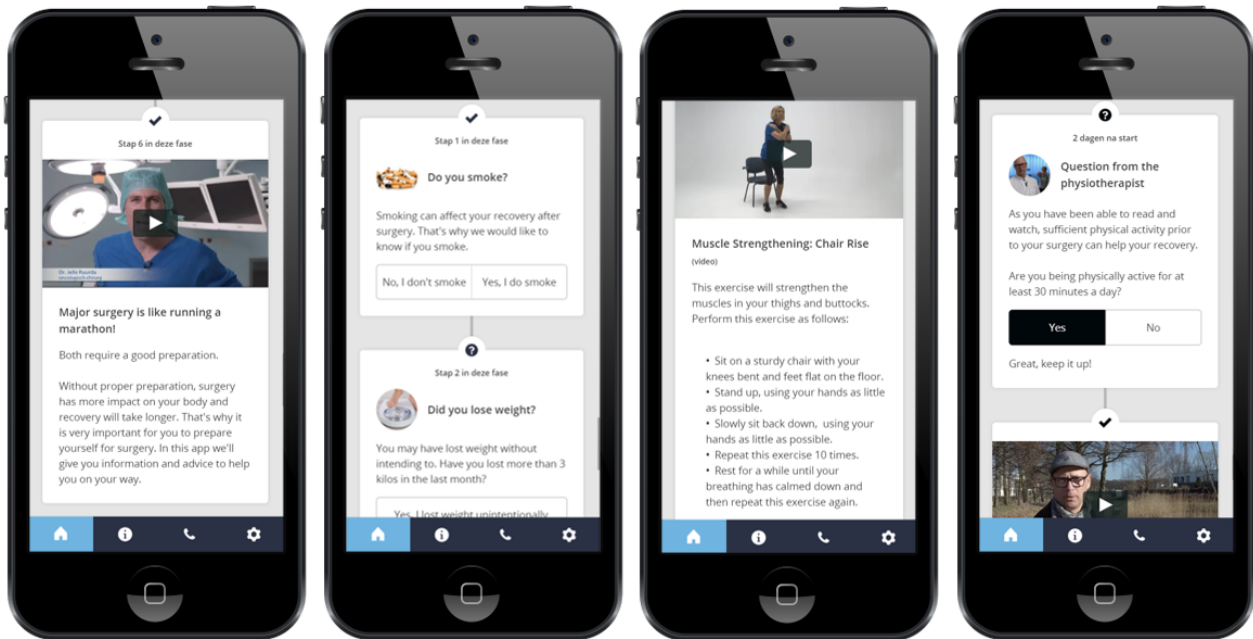 Stap 6 in deze fase
Dr. Jelle Ruurda
Major surgery is like running a
marathon!
Both require a good preparation.
Without proper preparation, surgery
has more impact on your body and
recovery will take longer. That's why it
is very important for you to prepare
yourself for surgery. In this app we'll
give you information and advice to help
you on your way.
Stap 1 in deze fase
Do you smoke?
Smoking can affect your recovery after
surgery. That's why we would like to
know if you smoke.
No, I don't smoke
Yes, I do smoke
Stap 2 in deze fase
Did you lose weight?
You may have lost weight without
intending to. Have you lost more than 3
kilos in the last month?
Yes, I lost weight unintentionally
Muscle Strengthening: Chair Rise
(video)
This exercise will strengthen the
muscles in your thighs and buttocks.
Perform this exercise as follows:
• Sit on a sturdy chair with your
knees bent and feet flat on the floor.
• Stand up, using your hands as little
as possible.
• Slowly sit back down, using your
hands as little as possible.
• Repeat this exercise 10 times.
• Rest for a while until your
breathing has calmed down and
then repeat this exercise again.
2 dagen na start
Question from the
physiotherapist
As you have been able to read and
watch, sufficient physical activity prior
to your surgery can help your recovery.
Are you being physically active for at
least 30 minutes a day?
Yes
No
Great, keep it up!